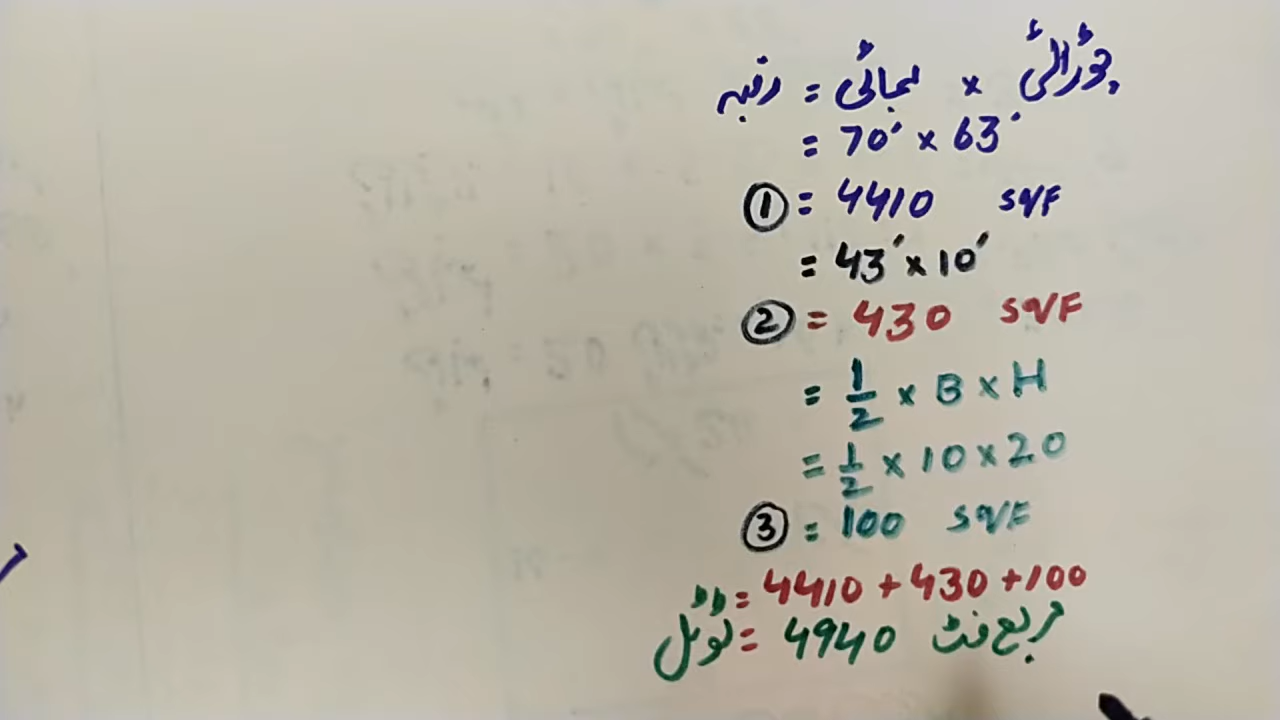 رقبہ = لمبائی × چوڑائی
= 70' × 63'
① = 4410 SqF
= 43' × 10'
② = 430 SqF
= 1/2 × B × H
= 1/2 × 10 × 20
③ = 100 SqF
= 4410 + 430 + 100
ٹوٹل = 4940 مربع فٹ